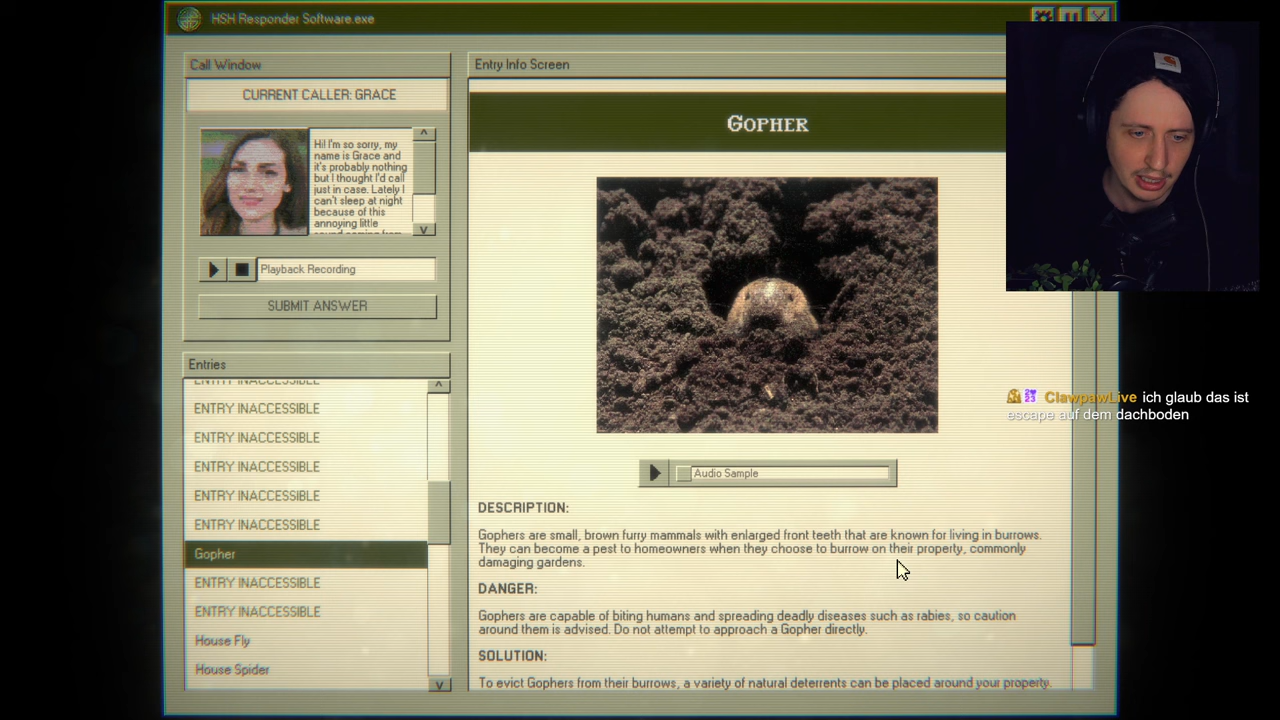 HSH Responder Software.exe
Call Window
CURRENT CALLER: GRACE
Hi! I'm so sorry, my
name is Grace and
it's probably nothing
but I thought I'd call
just in case. Lately I
can't sleep at night
because of this
annoying little
sound coming from
Playback Recording
SUBMIT ANSWER
Entries
ENTRY INACCESSIBLE
ENTRY INACCESSIBLE
ENTRY INACCESSIBLE
ENTRY INACCESSIBLE
ENTRY INACCESSIBLE
ENTRY INACCESSIBLE
Gopher
ENTRY INACCESSIBLE
ENTRY INACCESSIBLE
House Fly
House Spider
Entry Info Screen
GOPHER
Audio Sample
DESCRIPTION:
Gophers are small, brown furry mammals with enlarged front teeth that are known for living in burrows.
They can become a pest to homeowners when they choose to burrow on their property, commonly
damaging gardens.
DANGER:
Gophers are capable of biting humans and spreading deadly diseases such as rabies, so caution
around them is advised. Do not attempt to approach a Gopher directly.
SOLUTION:
To evict Gophers from their burrows, a variety of natural deterrents can be placed around your property.
ClawpawLive ich glaub das ist
escape auf dem dachboden